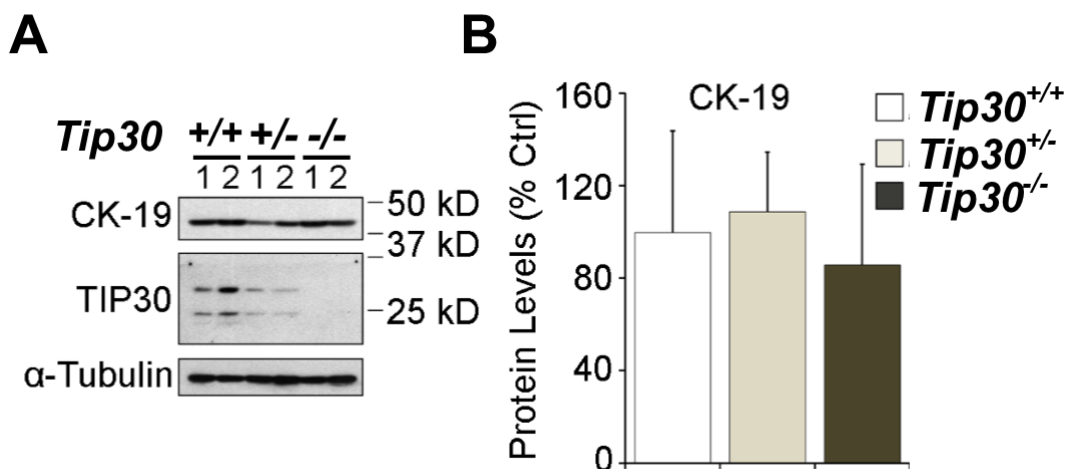 A
Tip30 +/+ +/- -/-
1 2 1 2 1 2
CK-19
50 kD
37 kD
TIP30
25 kD
α-Tubulin
B
Protein Levels (% Ctrl)
160
120
80
40
0
CK-19
Tip30+/+
Tip30+/-
Tip30-/-